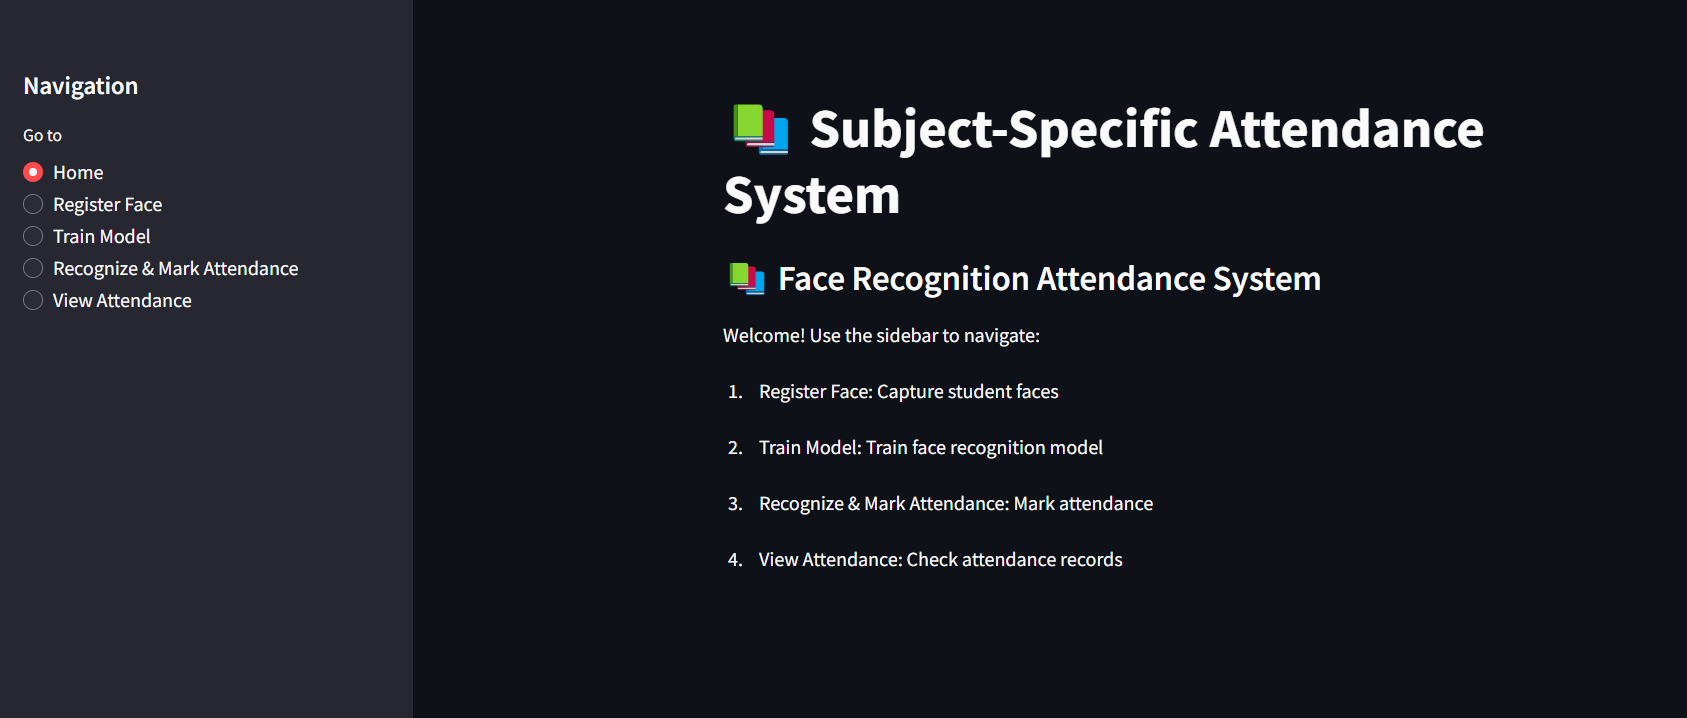 Navigation
Go to
Home
Register Face
Train Model
Recognize & Mark Attendance
View Attendance
📚 Subject-Specific Attendance
System
📚 Face Recognition Attendance System
Welcome! Use the sidebar to navigate:
1. Register Face: Capture student faces
2. Train Model: Train face recognition model
3. Recognize & Mark Attendance: Mark attendance
4. View Attendance: Check attendance records